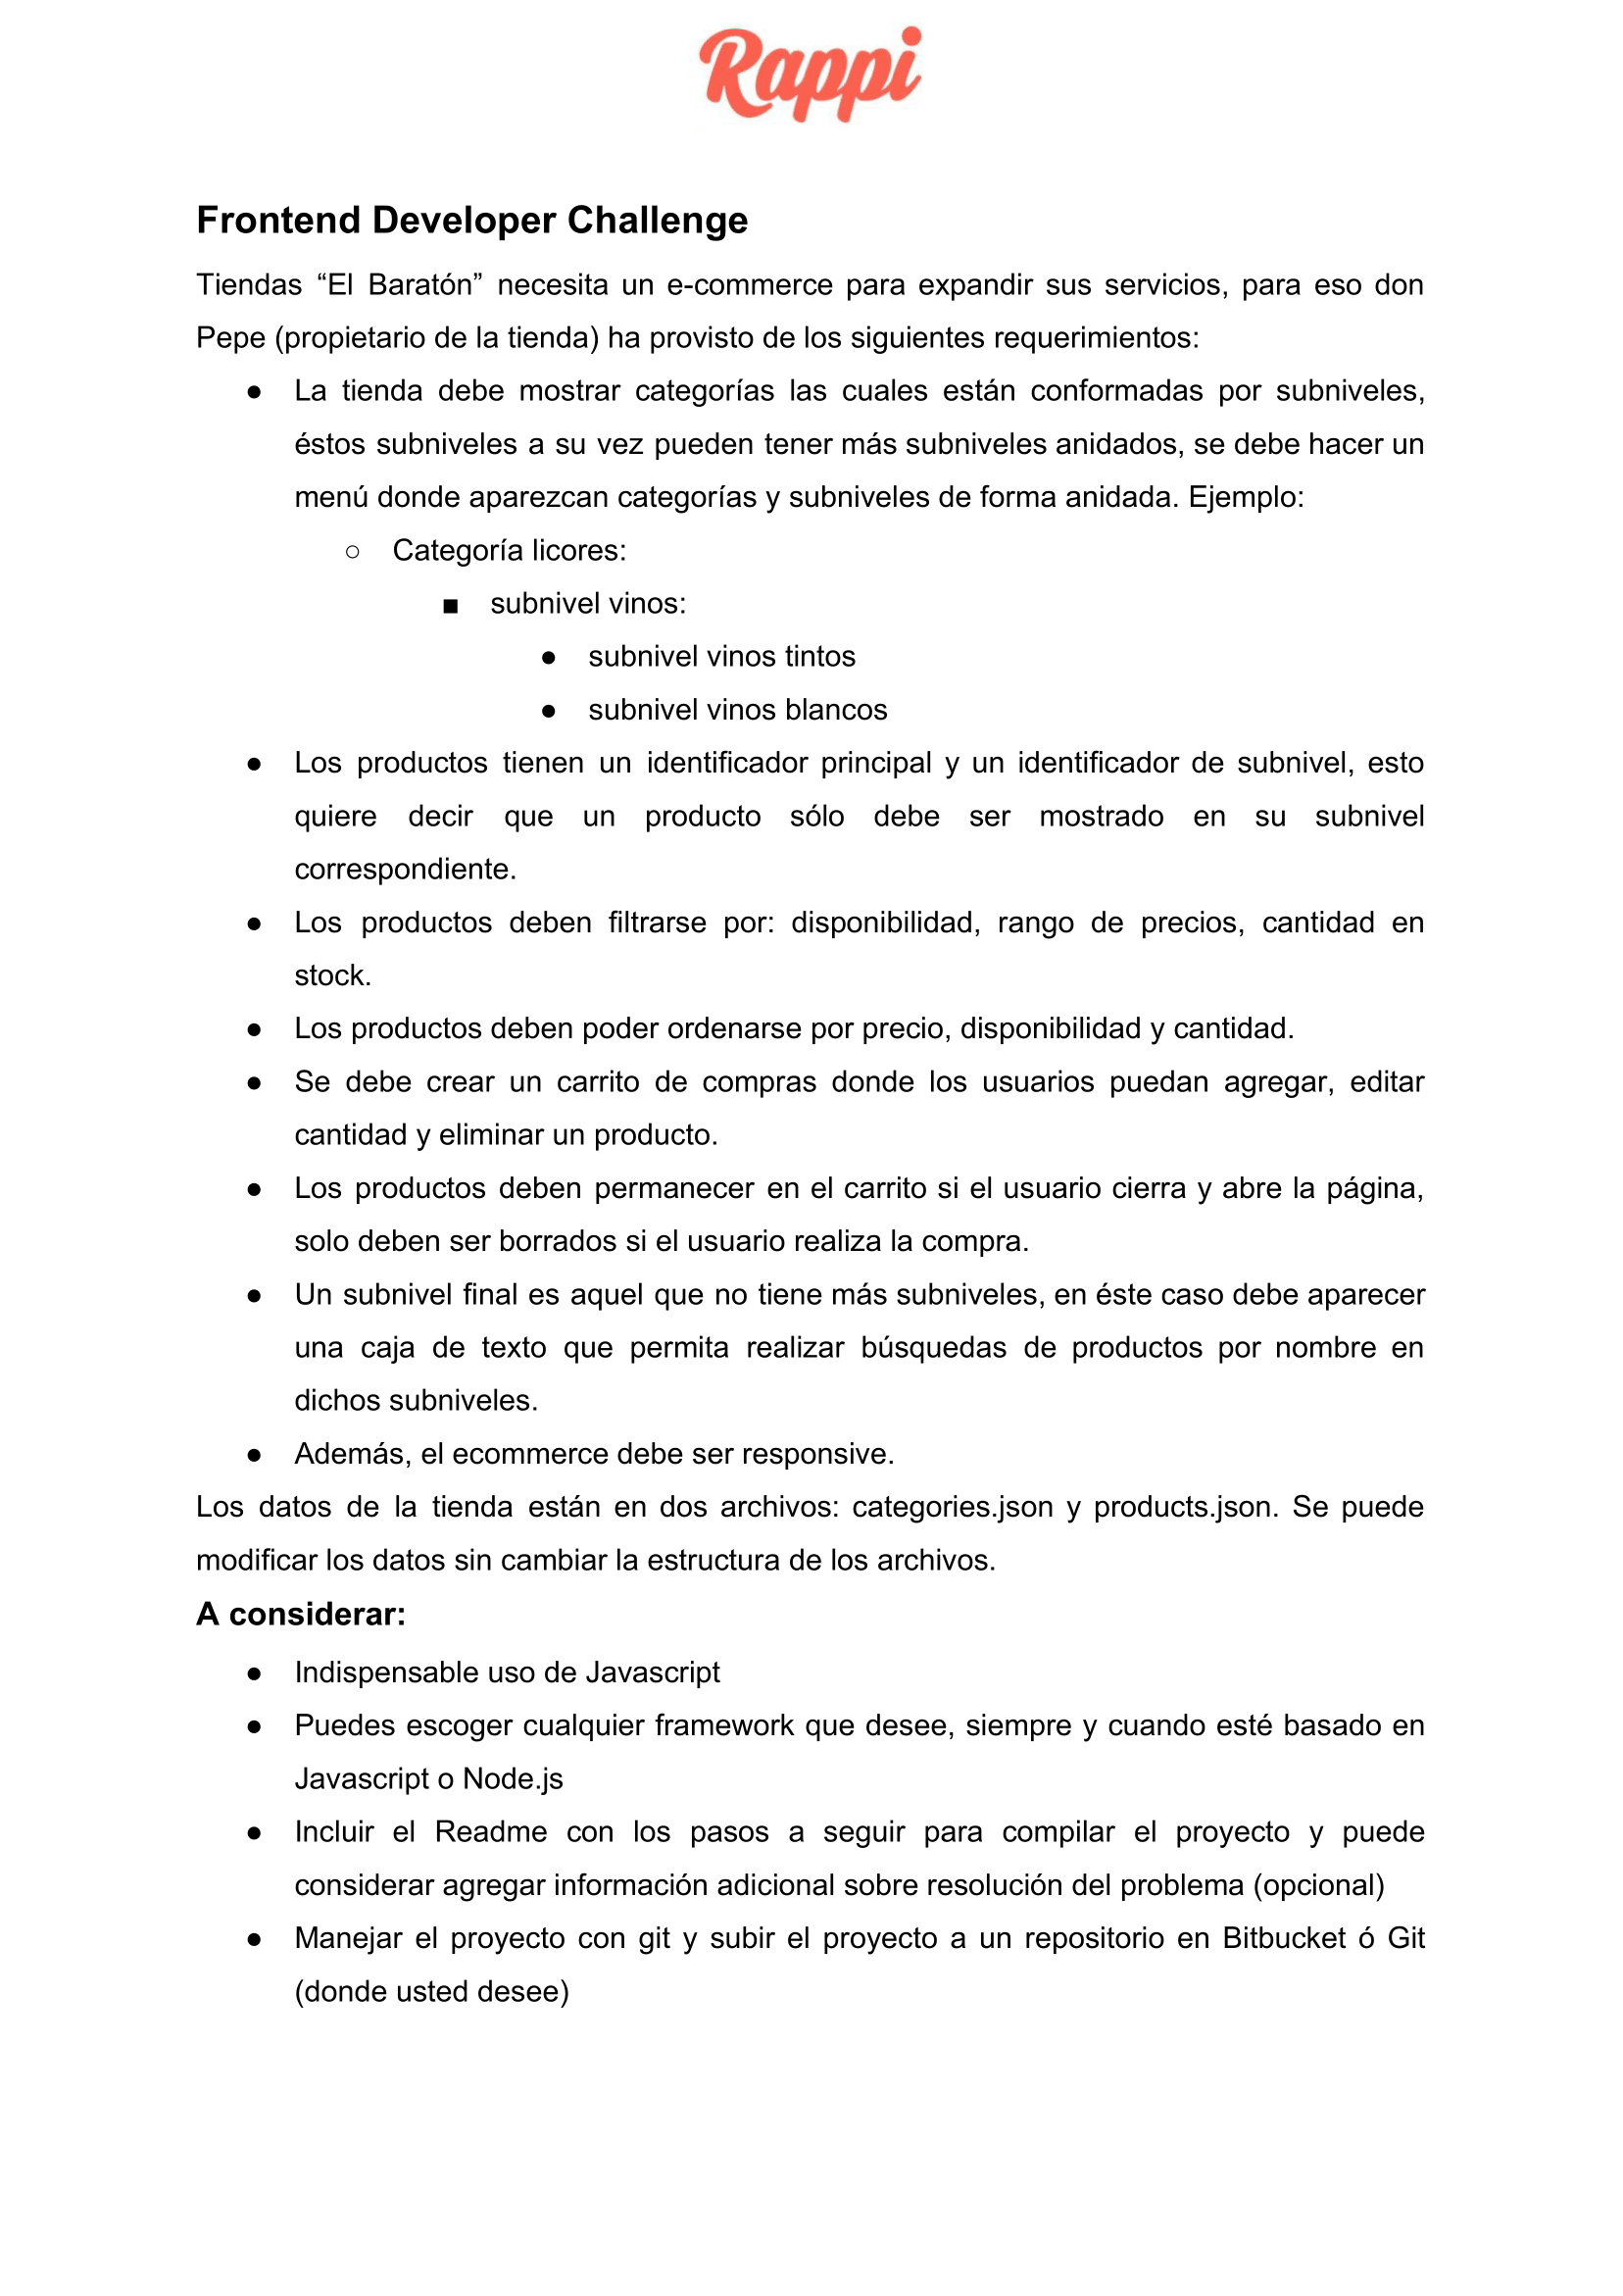 Rappi
Frontend Developer Challenge
Tiendas “El Baratón” necesita un e-commerce para expandir sus servicios, para eso don
Pepe (propietario de la tienda) ha provisto de los siguientes requerimientos:
● La tienda debe mostrar categorías las cuales están conformadas por subniveles,
éstos subniveles a su vez pueden tener más subniveles anidados, se debe hacer un
menú donde aparezcan categorías y subniveles de forma anidada. Ejemplo:
○ Categoría licores:
■ subnivel vinos:
● subnivel vinos tintos
● subnivel vinos blancos
● Los productos tienen un identificador principal y un identificador de subnivel, esto
quiere decir que un producto sólo debe ser mostrado en su subnivel
correspondiente.
● Los productos deben filtrarse por: disponibilidad, rango de precios, cantidad en
stock.
● Los productos deben poder ordenarse por precio, disponibilidad y cantidad.
● Se debe crear un carrito de compras donde los usuarios puedan agregar, editar
cantidad y eliminar un producto.
● Los productos deben permanecer en el carrito si el usuario cierra y abre la página,
solo deben ser borrados si el usuario realiza la compra.
● Un subnivel final es aquel que no tiene más subniveles, en éste caso debe aparecer
una caja de texto que permita realizar búsquedas de productos por nombre en
dichos subniveles.
● Además, el ecommerce debe ser responsive.
Los datos de la tienda están en dos archivos: categories.json y products.json. Se puede
modificar los datos sin cambiar la estructura de los archivos.
A considerar:
● Indispensable uso de Javascript
● Puedes escoger cualquier framework que desee, siempre y cuando esté basado en
Javascript o Node.js
● Incluir el Readme con los pasos a seguir para compilar el proyecto y puede
considerar agregar información adicional sobre resolución del problema (opcional)
● Manejar el proyecto con git y subir el proyecto a un repositorio en Bitbucket ó Git
(donde usted desee)